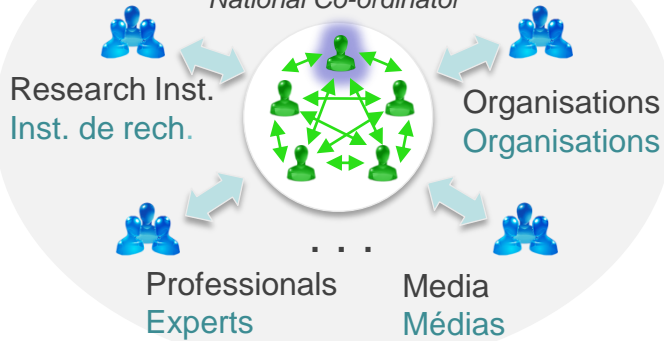 National Co-ordinator
Research Inst.
Inst. de rech.
Organisations
Organisations
. . .
Professionals
Experts
Media
Médias